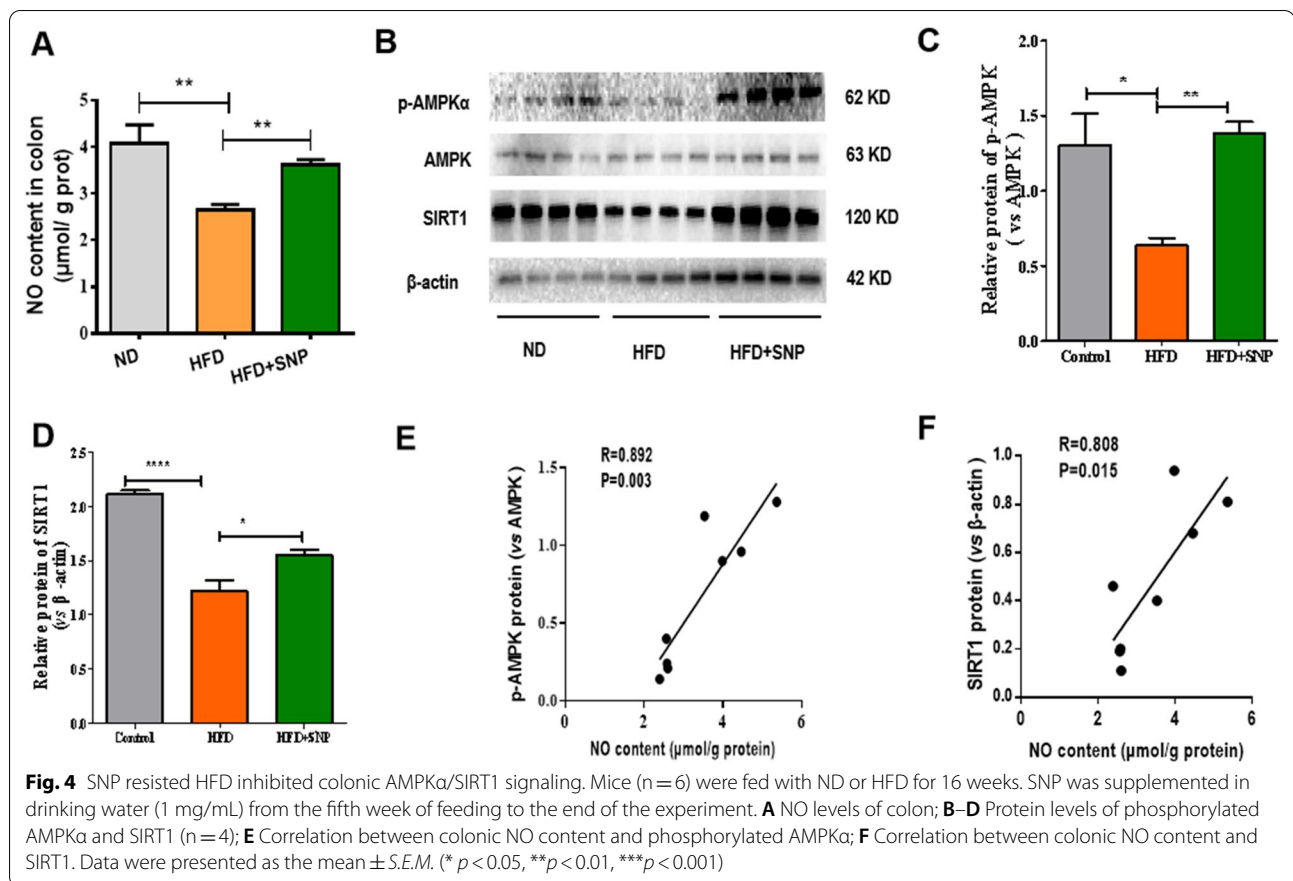 A
NO content in colon
(μmol/ g prot)
5
4
3
2
1
0
**
**
ND
HFD
HFD+SNP
B
p-AMPKα
62 KD
AMPK
63 KD
SIRT1
120 KD
β-actin
42 KD
ND
HFD
HFD+SNP
C
Relative protein of p-AMPK
( vs AMPK )
2.0
1.5
1.0
0.5
0.0
*
**
Control
HFD
HFD+SNP
D
Relative protein of SIRT1
(vs β -actin)
2.5
2.0
1.5
1.0
0.5
0.0
****
*
Control
HFD
HFD+SNP
E
R=0.892
P=0.003
p-AMPK protein (vs AMPK )
1.5
1.0
0.5
0.0
0
2
4
6
NO content (μmol/g protein)
F
R=0.808
P=0.015
SIRT1 protein (vs β-actin)
1.0
0.8
0.6
0.4
0.2
0.0
0
2
4
6
NO content (μmol/g protein)
Fig. 4 SNP resisted HFD inhibited colonic AMPKα/SIRT1 signaling. Mice (n = 6) were fed with ND or HFD for 16 weeks. SNP was supplemented in
drinking water (1 mg/mL) from the fifth week of feeding to the end of the experiment. A NO levels of colon; B–D Protein levels of phosphorylated
AMPKα and SIRT1 (n = 4); E Correlation between colonic NO content and phosphorylated AMPKα; F Correlation between colonic NO content and
SIRT1. Data were presented as the mean ± S.E.M. (* p < 0.05, **p < 0.01, ***p < 0.001)